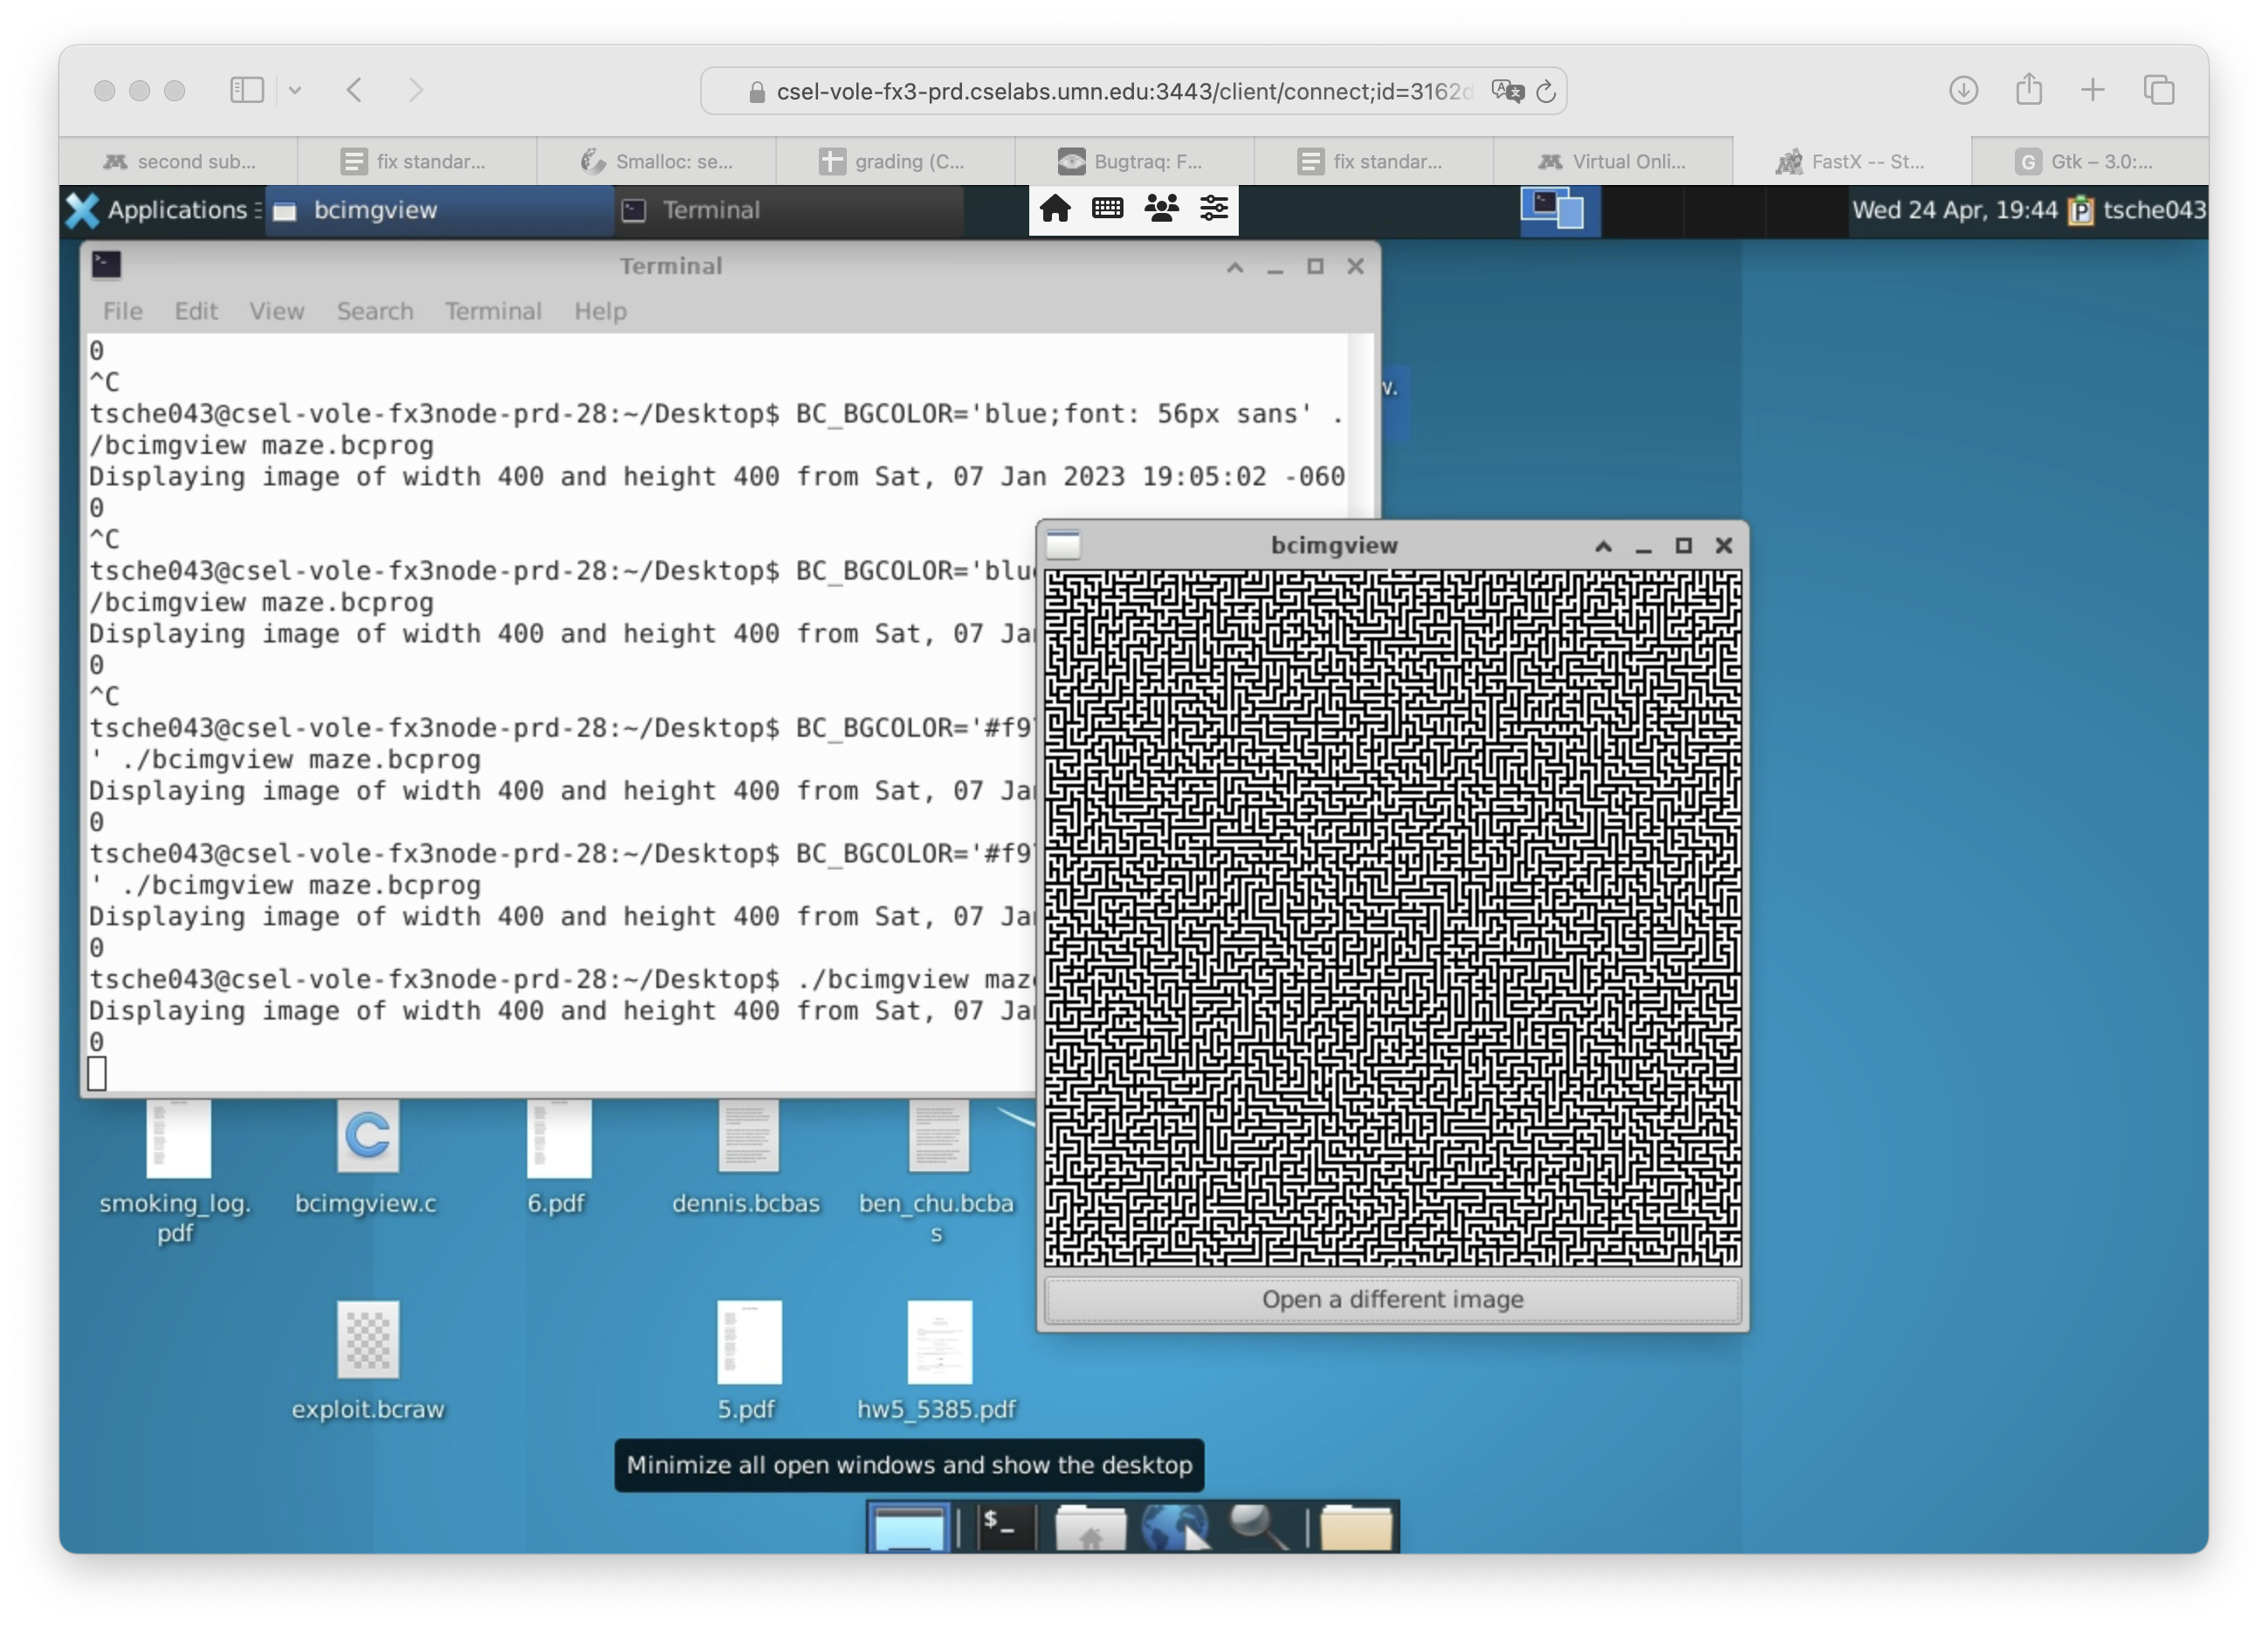 csel-vole-fx3-prd.cselabs.umn.edu:3443/client/connect;id=3162d
second sub...
fix standar...
Smalloc: se...
grading (C...
Bugtraq: F...
fix standar...
Virtual Onli...
FastX -- St...
G Gtk – 3.0:...
Applications
bcimgview
Terminal
Wed 24 Apr, 19:44
tsche043
Terminal
File Edit View Search Terminal Help
0
^C
tsche043@csel-vole-fx3node-prd-28:~/Desktop$ BC_BGCOLOR='blue;font: 56px sans' .
/bcimgview maze.bcprog
Displaying image of width 400 and height 400 from Sat, 07 Jan 2023 19:05:02 -060
0
^C
tsche043@csel-vole-fx3node-prd-28:~/Desktop$ BC_BGCOLOR='blu
/bcimgview maze.bcprog
Displaying image of width 400 and height 400 from Sat, 07 Ja
0
^C
tsche043@csel-vole-fx3node-prd-28:~/Desktop$ BC_BGCOLOR='#f9
' ./bcimgview maze.bcprog
Displaying image of width 400 and height 400 from Sat, 07 Ja
0
tsche043@csel-vole-fx3node-prd-28:~/Desktop$ BC_BGCOLOR='#f9
' ./bcimgview maze.bcprog
Displaying image of width 400 and height 400 from Sat, 07 Ja
0
tsche043@csel-vole-fx3node-prd-28:~/Desktop$ ./bcimgview maz
Displaying image of width 400 and height 400 from Sat, 07 Ja
0
w.
bcimgview
Open a different image
smoking_log.
pdf
bcimgview.c
6.pdf
dennis.bcbas
ben_chu.bcba
s
exploit.bcraw
5.pdf
hw5_5385.pdf
Minimize all open windows and show the desktop
$_